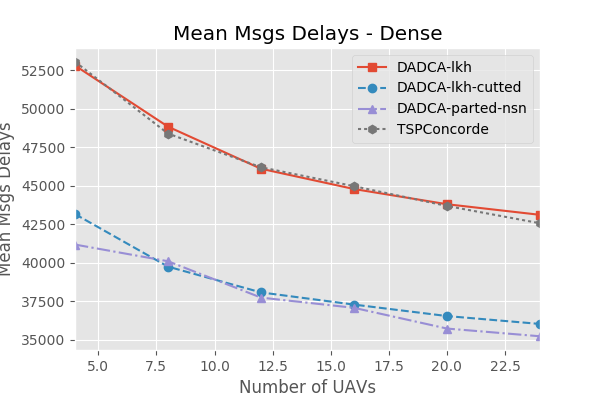 Mean Msgs Delays - Dense
DADCA-lkh
DADCA-lkh-cutted
DADCA-parted-nsn
TSPConcorde
Mean Msgs Delays
52500
50000
47500
45000
42500
40000
37500
35000
5.0 7.5 10.0 12.5 15.0 17.5 20.0 22.5
Number of UAVs